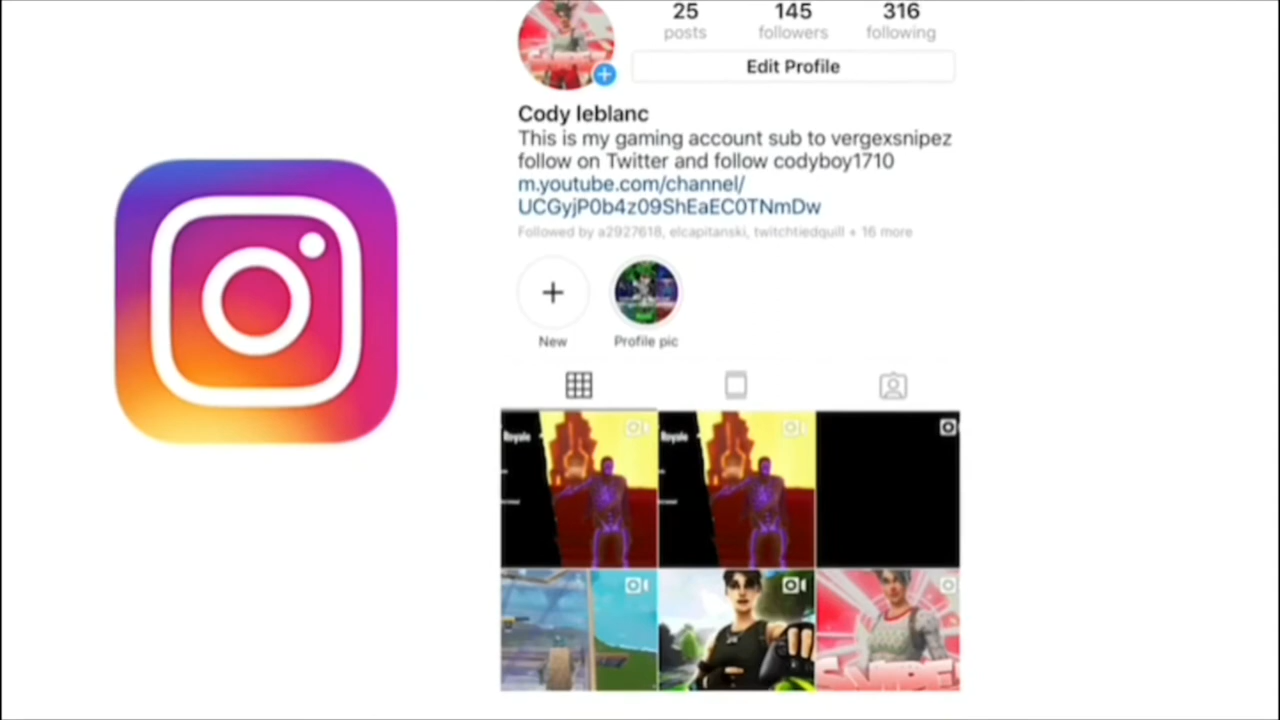 25 145 316
posts followers following
Edit Profile
Cody leblanc
This is my gaming account sub to vergexsnipez
follow on Twitter and follow codyboy1710
m.youtube.com/channel/
UCGyjP0b4z09ShEaEC0TNmDw
Followed by a2927618, elcapitanski, twitchtiedquill + 16 more
New Profile pic
Royale Royale